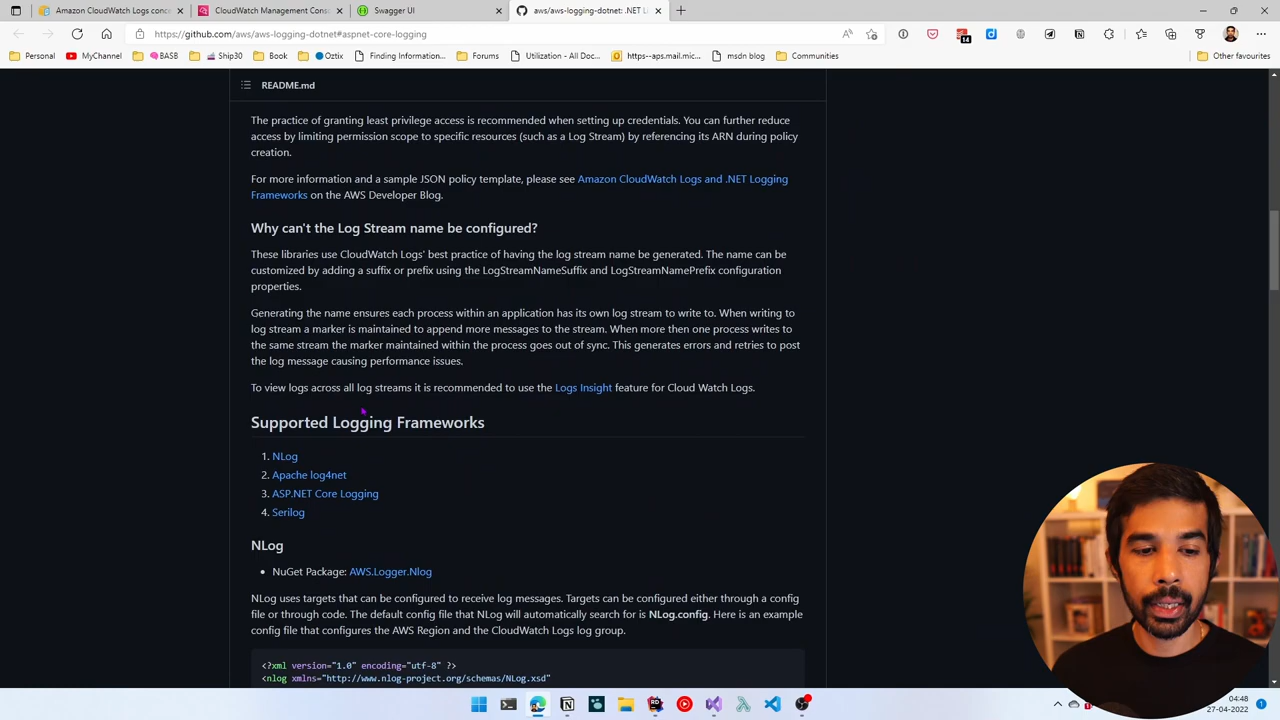 Amazon CloudWatch Logs conce
CloudWatch Management Consa
Swagger UI
aws/aws-logging-dotnet: .NET Li
https://github.com/aws/aws-logging-dotnet#aspnet-core-logging
14
Personal
MyChannel
BASB
Ship30
Book
Oztix
Finding Information...
Forums
Utilization - All Doc...
https--aps.mail.mic...
msdn blog
Communities
Other favourites
README.md
The practice of granting least privilege access is recommended when setting up credentials. You can further reduce
access by limiting permission scope to specific resources (such as a Log Stream) by referencing its ARN during policy
creation.
For more information and a sample JSON policy template, please see Amazon CloudWatch Logs and .NET Logging
Frameworks on the AWS Developer Blog.
Why can't the Log Stream name be configured?
These libraries use CloudWatch Logs' best practice of having the log stream name be generated. The name can be
customized by adding a suffix or prefix using the LogStreamNameSuffix and LogStreamNamePrefix configuration
properties.
Generating the name ensures each process within an application has its own log stream to write to. When writing to
log stream a marker is maintained to append more messages to the stream. When more then one process writes to
the same stream the marker maintained within the process goes out of sync. This generates errors and retries to post
the log message causing performance issues.
To view logs across all log streams it is recommended to use the Logs Insight feature for Cloud Watch Logs.
Supported Logging Frameworks
1. NLog
2. Apache log4net
3. ASP.NET Core Logging
4. Serilog
NLog
• NuGet Package: AWS.Logger.Nlog
NLog uses targets that can be configured to receive log messages. Targets can be configured either through a config
file or through code. The default config file that NLog will automatically search for is NLog.config. Here is an example
config file that configures the AWS Region and the CloudWatch Logs log group.
<?xml version="1.0" encoding="utf-8" ?>
<nlog xmlns="http://www.nlog-project.org/schemas/NLog.xsd"
04:48
27-04-2022